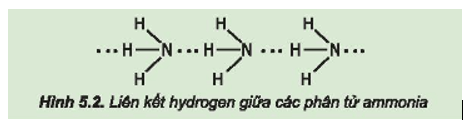 H H H
··· H — N ··· H — N ··· H — N ···
H H H
Hình 5.2. Liên kết hydrogen giữa các phân tử ammonia